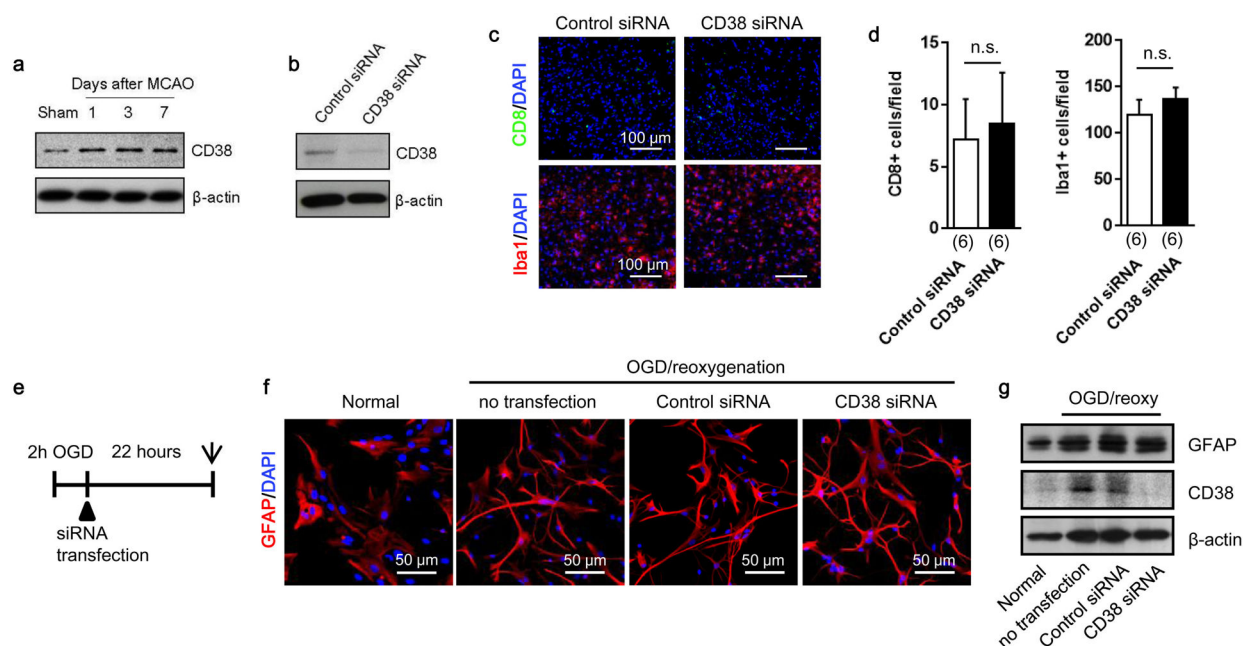 a
Days after MCAO
Sham 1 3 7
CD38
β-actin
b
Control siRNA
CD38 siRNA
CD38
β-actin
c
Control siRNA
CD38 siRNA
CD8/DAPI
100 μm
Iba1/DAPI
100 μm
d
CD8+ cells/field
15
10
5
0
n.s.
(6) (6)
Control siRNA
CD38 siRNA
Iba1+ cells/field
200
150
100
50
0
n.s.
(6) (6)
Control siRNA
CD38 siRNA
e
2h OGD 22 hours
siRNA
transfection
f
OGD/reoxygenation
Normal
no transfection
Control siRNA
CD38 siRNA
GFAP/DAPI
50 μm
50 μm
50 μm
50 μm
g
OGD/reoxy
GFAP
CD38
β-actin
Normal
no transfection
Control siRNA
CD38 siRNA